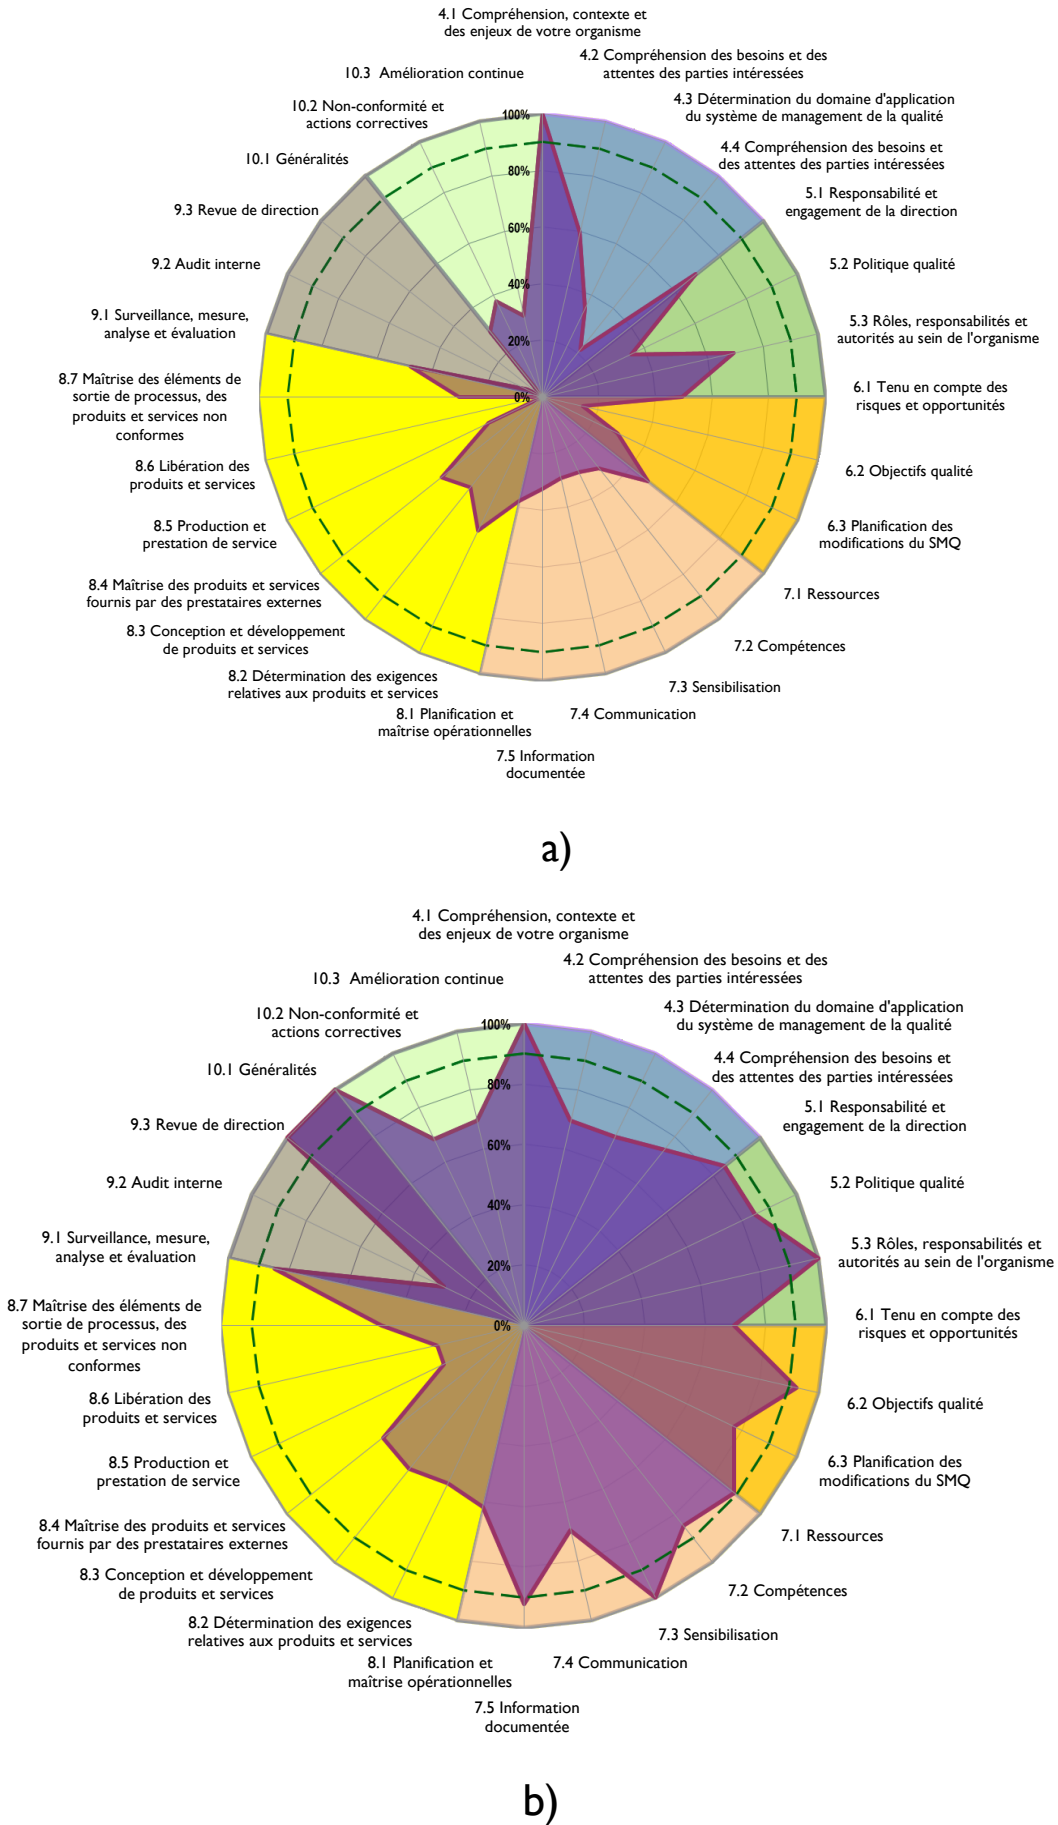 4.1 Compréhension, contexte et
des enjeux de votre organisme
4.2 Compréhension des besoins et des
attentes des parties intéressées
10.3 Amélioration continue
4.3 Détermination du domaine d'application
du système de management de la qualité
10.2 Non-conformité et
actions correctives
4.4 Compréhension des besoins et
des attentes des parties intéressées
10.1 Généralités
5.1 Responsabilité et
engagement de la direction
9.3 Revue de direction
5.2 Politique qualité
9.2 Audit interne
5.3 Rôles, responsabilités et
autorités au sein de l'organisme
9.1 Surveillance, mesure,
analyse et évaluation
6.1 Tenu en compte des
risques et opportunités
8.7 Maîtrise des éléments de
sortie de processus, des
produits et services non
conformes
6.2 Objectifs qualité
8.6 Libération des
produits et services
6.3 Planification des
modifications du SMQ
8.5 Production et
prestation de service
7.1 Ressources
8.4 Maîtrise des produits et services
fournis par des prestataires externes
7.2 Compétences
8.3 Conception et développement
de produits et services
7.3 Sensibilisation
8.2 Détermination des exigences
relatives aux produits et services
7.4 Communication
8.1 Planification et
maîtrise opérationnelles
7.5 Information
documentée
100%
80%
60%
40%
20%
0%
a)
4.1 Compréhension, contexte et
des enjeux de votre organisme
4.2 Compréhension des besoins et des
attentes des parties intéressées
10.3 Amélioration continue
4.3 Détermination du domaine d'application
du système de management de la qualité
10.2 Non-conformité et
actions correctives
4.4 Compréhension des besoins et
des attentes des parties intéressées
10.1 Généralités
5.1 Responsabilité et
engagement de la direction
9.3 Revue de direction
5.2 Politique qualité
9.2 Audit interne
5.3 Rôles, responsabilités et
autorités au sein de l'organisme
9.1 Surveillance, mesure,
analyse et évaluation
6.1 Tenu en compte des
risques et opportunités
8.7 Maîtrise des éléments de
sortie de processus, des
produits et services non
conformes
6.2 Objectifs qualité
8.6 Libération des
produits et services
6.3 Planification des
modifications du SMQ
8.5 Production et
prestation de service
7.1 Ressources
8.4 Maîtrise des produits et services
fournis par des prestataires externes
7.2 Compétences
8.3 Conception et développement
de produits et services
7.3 Sensibilisation
8.2 Détermination des exigences
relatives aux produits et services
7.4 Communication
8.1 Planification et
maîtrise opérationnelles
7.5 Information
documentée
100%
80%
60%
40%
20%
0%
b)